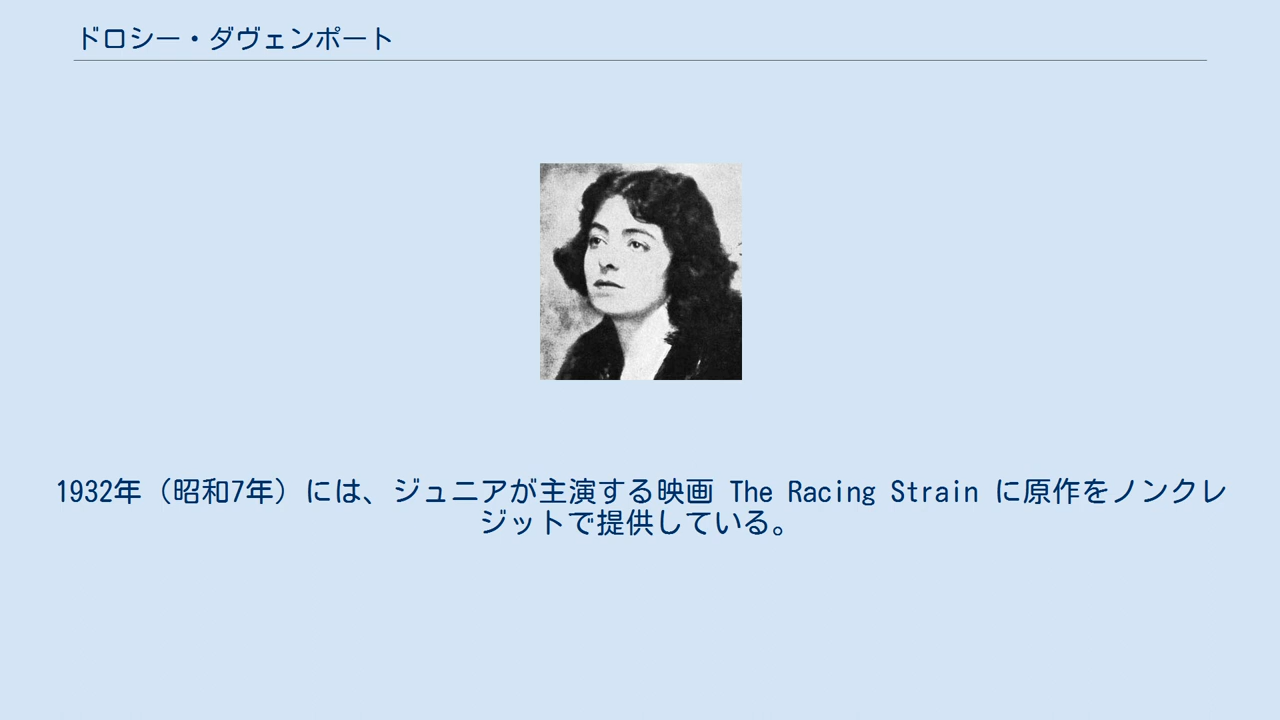 ドロシー・ダヴェンポート
1932年（昭和7年）には、ジュニアが主演する映画 The Racing Strain に原作をノンクレ
ジットで提供している。